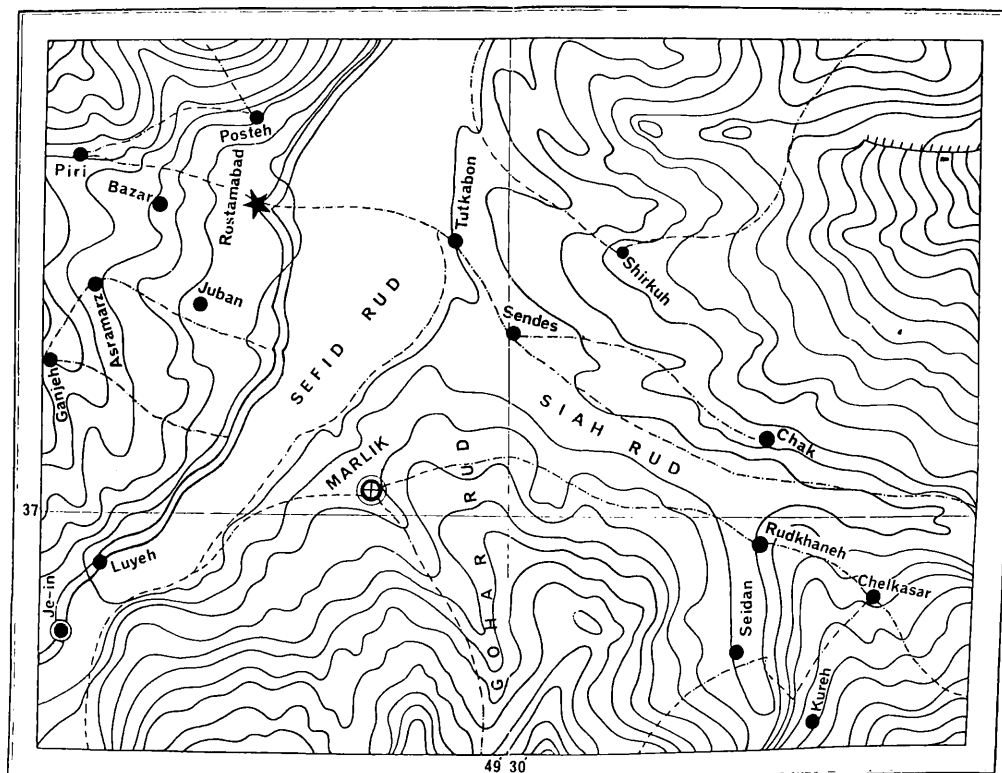 Posteh
Piri
Bazar
Rostamabad
Tutkabon
Shirkuh
Asramarz
Juban
Sendes
SEFID RUD
Ganjeh
SIAH RUD
MARLIK
Chak
GOHAR RUD
37
Rudkhaneh
Luyeh
Chelkasar
Je-in
Seidan
Kureh
49 30